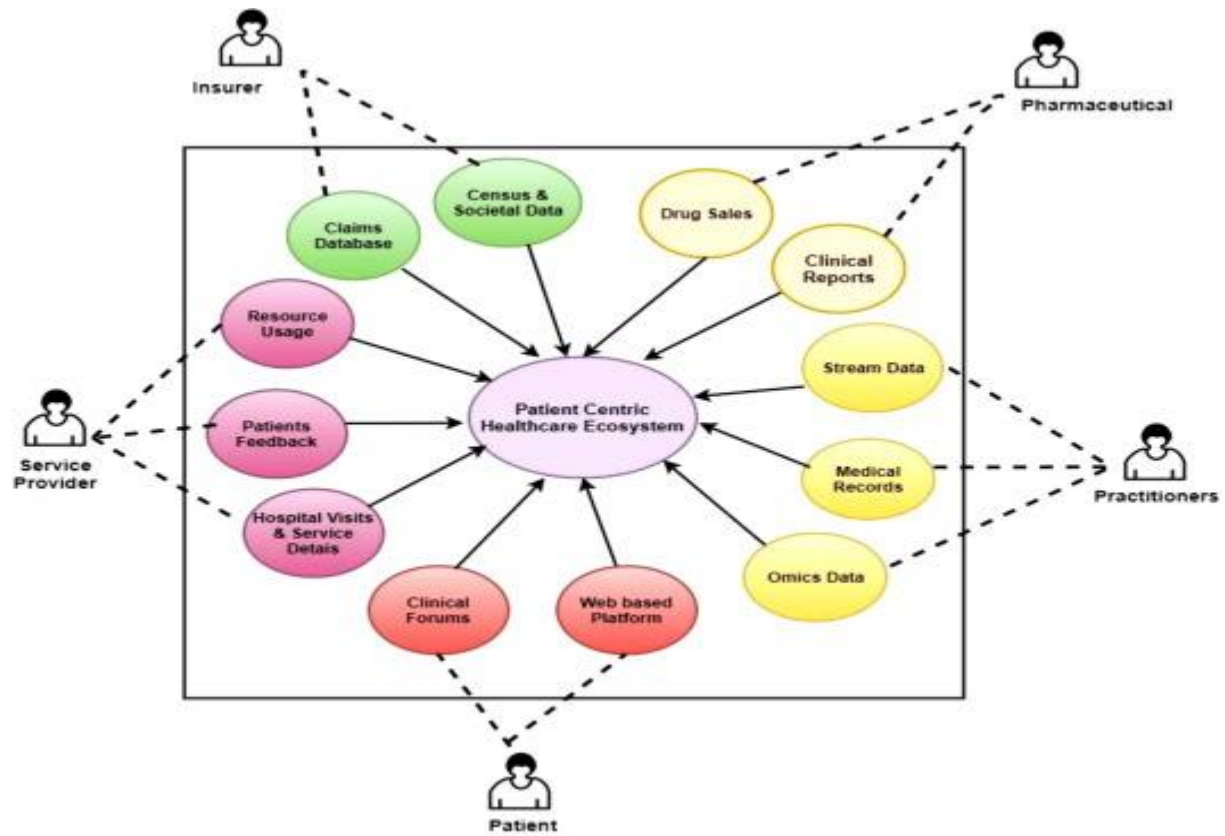 Insurer
Pharmaceutical
Census &
Societal Data
Drug Sales
Claims
Database
Clinical
Reports
Resource
Usage
Stream Data
Patient Centric
Healthcare Ecosystem
Patients
Feedback
Service
Provider
Medical
Records
Practitioners
Hospital Visits
& Service
Detais
Omics Data
Clinical
Forums
Web based
Platform
Patient